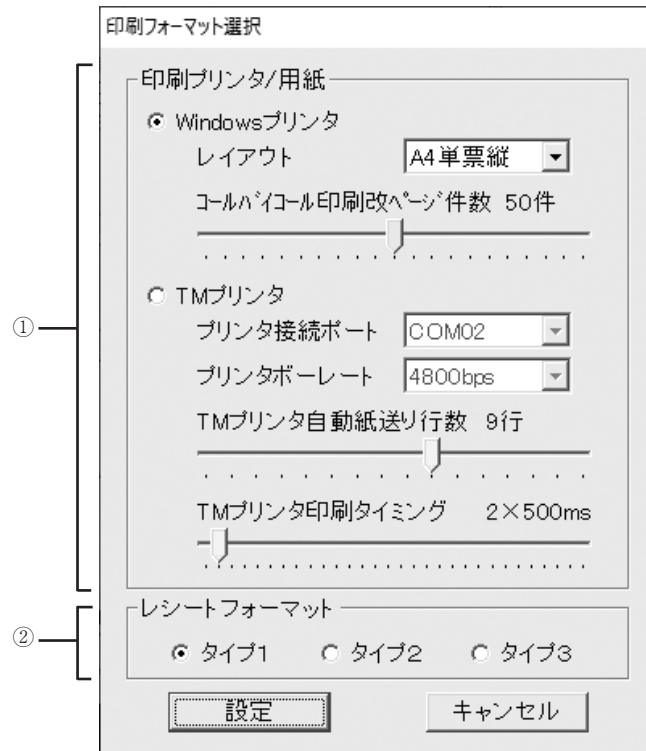 印刷フォーマット選択
印刷プリンタ/用紙
Windowsプリンタ
レイアウト A4単票縦
コールバイコール印刷改ページ件数 50件
①
TMプリンタ
プリンタ接続ポート COM02
プリンタボーレート 4800bps
TMプリンタ自動紙送り行数 9行
TMプリンタ印刷タイミング 2×500ms
②
レシートフォーマット
タイプ1 タイプ2 タイプ3
設定 キャンセル